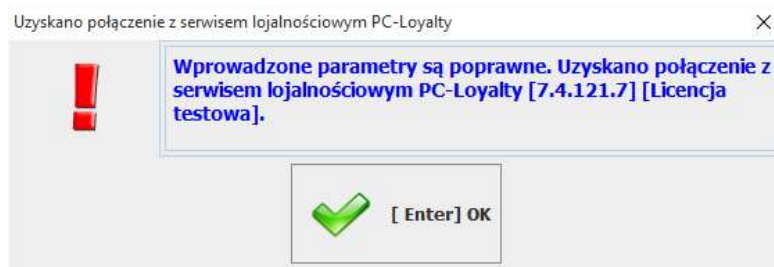 Uzyskano połączenie z serwisem lojalnościowym PC-Loyalty
Wprowadzone parametry są poprawne. Uzyskano połączenie z
serwisem lojalnościowym PC-Loyalty [7.4.121.7] [Licencja
testowa].
[ Enter] OK